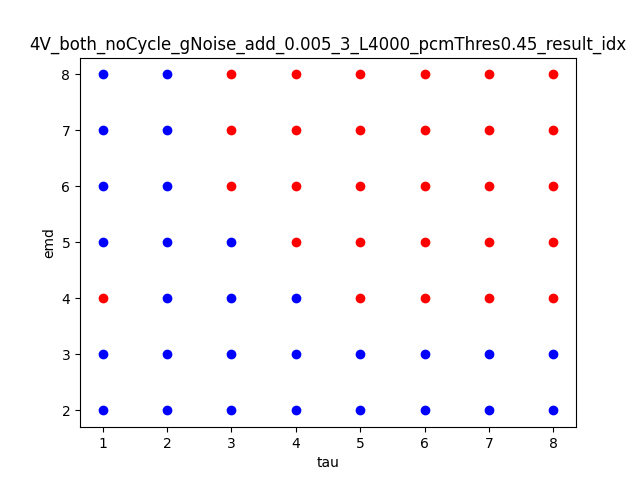 4V_both_noCycle_gNoise_add_0.005_3_L4000_pcmThres0.45_result_idx
8
7
6
5
4
3
2
emd
1 2 3 4 5 6 7 8
tau